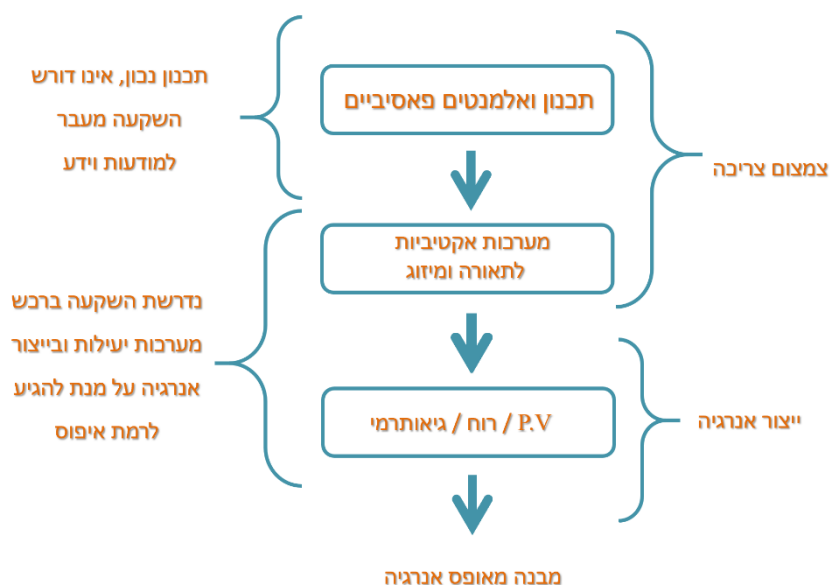 תכנון ואלמנטים פאסיביים
מערכות אקטיביות
לתאורה ומיזוג
P.V / רוח / גיאותרמי
מבנה מאופס אנרגיה
צמצום צריכה
ייצור אנרגיה
תכנון נכון, אינו דורש
השקעה מעבר
למודעות וידע
נדרשת השקעה ברכש
מערכות יעילות ובייצור
אנרגיה על מנת להגיע
לרמת איפוס